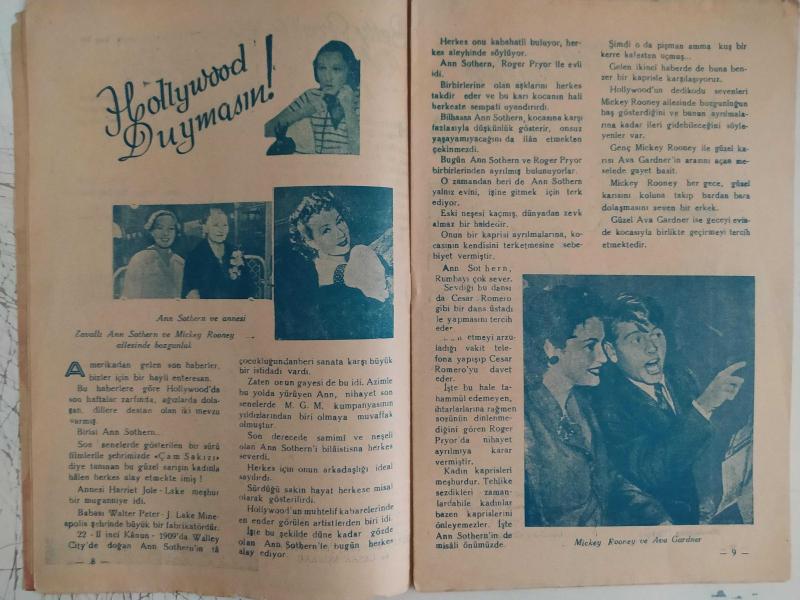 Hollywood
Duymasın!
Ann Sothern ve annesi
Zavallı Ann Sothern ve Mickey Rooney
ailesinde bozgunluk
Amerikadan gelen son haberler,
bizler için bir hayli enteresan.
Bu haberlere göre Hollywood'da
son haftalar zarfında, ağızlarda dola-
şan, dillere destan olan iki mevzu
varmış.
Birisi Ann Sothern...
Son senelerde gösterilen bir sürü
filmlerile şehrimizde «Çam Sakızı»
diye tanınan bu güzel sarışın kadınla
hâlen herkes alay etmekte imiş!
Annesi Harriet Jole-Lake meşhur
bir muganniye idi.
Babası Walter Peter-J. Lake Mine-
apolis şehrinde büyük bir fabrikatördür.
22 - II inci Kânun - 1909'da Walley
City'de doğan Ann Sothern'in tâ
— 8 —
çocukluğundanberi sanata karşı büyük
bir istidadı vardı.
Zaten onun gayesi de bu idi. Azimle
bu yolda yürüyen Ann, nihayet son
senelerde M. G. M. kumpanyasının
yıldızlarından biri olmaya muvaffak
olmuştur.
Son derecede samimî ve neşeli
olan Ann Sothern'i bilâistisna herkes
severdi.
Herkes için onun arkadaşlığı ideal
sayılırdı.
Sürdüğü sakin hayat herkese misal
olarak gösterilirdi.
Hollywood'un muhtelif kabarelerinde
en ender görülen artistlerden biri idi.
İşte bu şekilde düne kadar gözde
olan Ann Sothern'le bugün herkes
alay ediyor.
Herkes onu kabahatli buluyor, her-
kes aleyhinde söylüyor.
Ann Sothern, Roger Pryor ile evli
idi.
Birbirlerine olan aşklarını herkes
takdir eder ve bu karı kocanın hali
herkeste sempati uyandırırdı.
Bilhassa Ann Sothern, kocasına karşı
fazlasıyla düşkünlük gösterir, onsuz
yaşayamıyacağını da ilân etmekten
çekinmezdi.
Bugün Ann Sothern ve Roger Pryor
birbirlerinden ayrılmış bulunuyorlar.
O zamandan beri de Ann Sothern
yalnız evini, işine gitmek için terk
ediyor.
Eski neşesi kaçmış, dünyadan zevk
almaz bir haldedir.
Onun bir kaprisi ayrılmalarına, ko-
casının kendisini terketmesine sebe-
biyet vermiştir.
Ann Sothern,
Rumbayı çok sever.
Sevdiği bu dansı
da Cesar Romero
gibi bir dans üstadı
le yapmasını tercih
eder
etmeyi arzu-
ladığı vakit tele-
fona yapışıp Cesar
Romero'yu davet
eder.
İşte bu hale ta-
hammül edemeyen,
ihtarlarlarına rağmen
sözünün dinlenme-
diğini gören Roger
Pryor'da nihayet
ayrılmıya karar
vermiştir.
Kadın kaprisleri
meşhurdur. Tehlike
sezdikleri zaman-
lardahile kadınlar
bazen kaprislerini
önleyemezler. İşte
Ann Sothern'in de
misâli önümüzde.
Şimdi o da pişman amma kuş bir
kerre kafesten uçmuş...
Gelen ikinci haberde de buna ben-
zer bir kaprisle karşılaşıyoruz.
Hollywood'un dedikodu sevenleri
Mickey Rooney ailesinde bozgunluğun
baş gösterdiğini ve bunun ayrılmala-
rına kadar ileri gidebileceğini söyle-
yenler var.
Genç Mickey Rooney ile güzel ka-
rısı Ava Gardner'in arasını açan me-
selede gayet basit.
Mickey Rooney her gece, güzel
karısını koluna takıp bardan bara
dolaşmasını seven bir erkek.
Güzel Ava Gardner ise geceyi evin-
de kocasıyla birlikte geçirmeyi tercih
etmektedir.
Mickey Rooney ve Ava Gardner
— 9 —